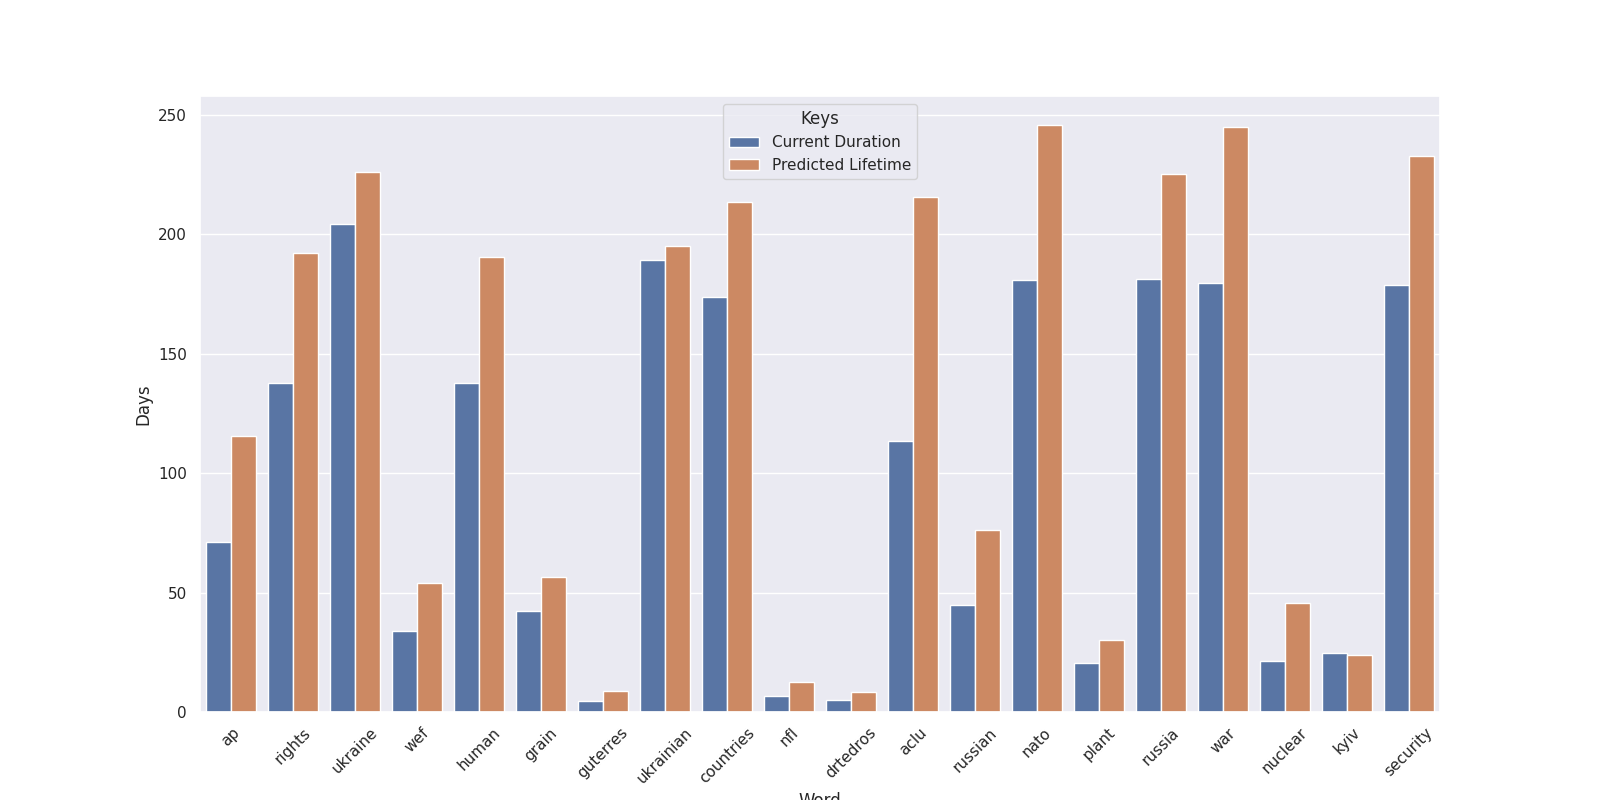 Keys
Current Duration
Predicted Lifetime
250
200
150
100
50
0
Days
ap
rights
ukraine
wef
human
grain
guterres
ukrainian
countries
nfl
drtedros
aclu
russian
nato
plant
russia
war
nuclear
kyiv
security
Word